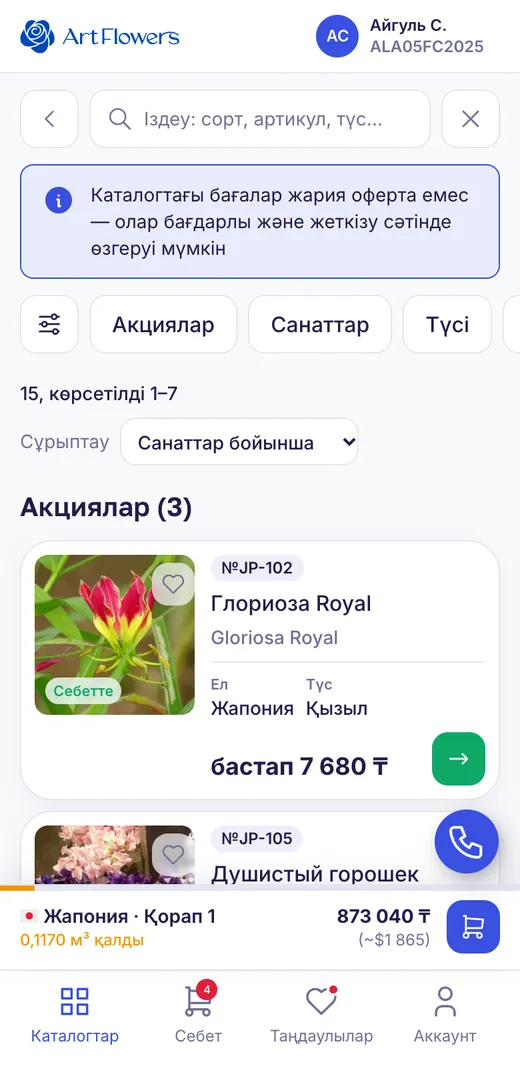 ArtFlowers
АС
Айгуль С.
ALA05FC2025
Іздеу: сорт, артикул, түс...
Каталогтағы бағалар жария оферта емес
— олар бағдарлы және жеткізу сәтінде
өзгеруі мүмкін
Акциялар
Санаттар
Түсі
15, көрсетілді 1–7
Сұрыптау
Санаттар бойынша
Акциялар (3)
№JP-102
Глориоза Royal
Gloriosa Royal
Себетте
Ел
Түс
Жапония
Қызыл
бастап 7 680 ₸
№JP-105
Душистый горошек
Жапония · Қорап 1
873 040 ₸
0,1170 м³ қалды
(~$1 865)
4
Каталогтар
Себет
Таңдаулылар
Аккаунт